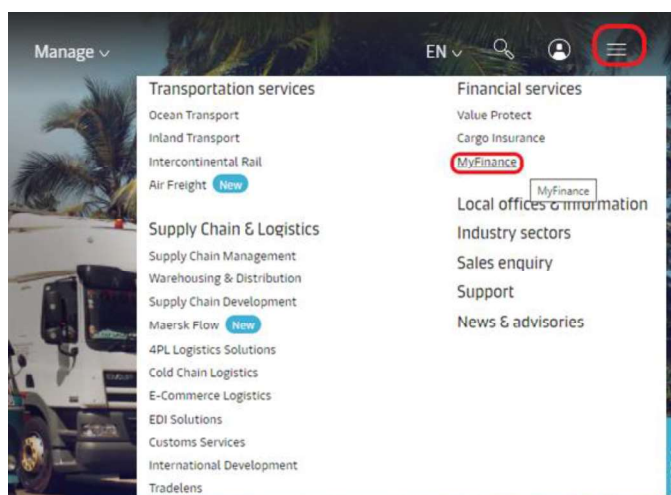 Manage
EN
Transportation services
Ocean Transport
Inland Transport
Intercontinental Rail
Air Freight New
Supply Chain & Logistics
Supply Chain Management
Warehousing & Distribution
Supply Chain Development
Maersk Flow New
4PL Logistics Solutions
Cold Chain Logistics
E-Commerce Logistics
EDI Solutions
Customs Services
International Development
Tradelens
Financial services
Value Protect
Cargo Insurance
MyFinance
MyFinance
Local offices & information
Industry sectors
Sales enquiry
Support
News & advisories